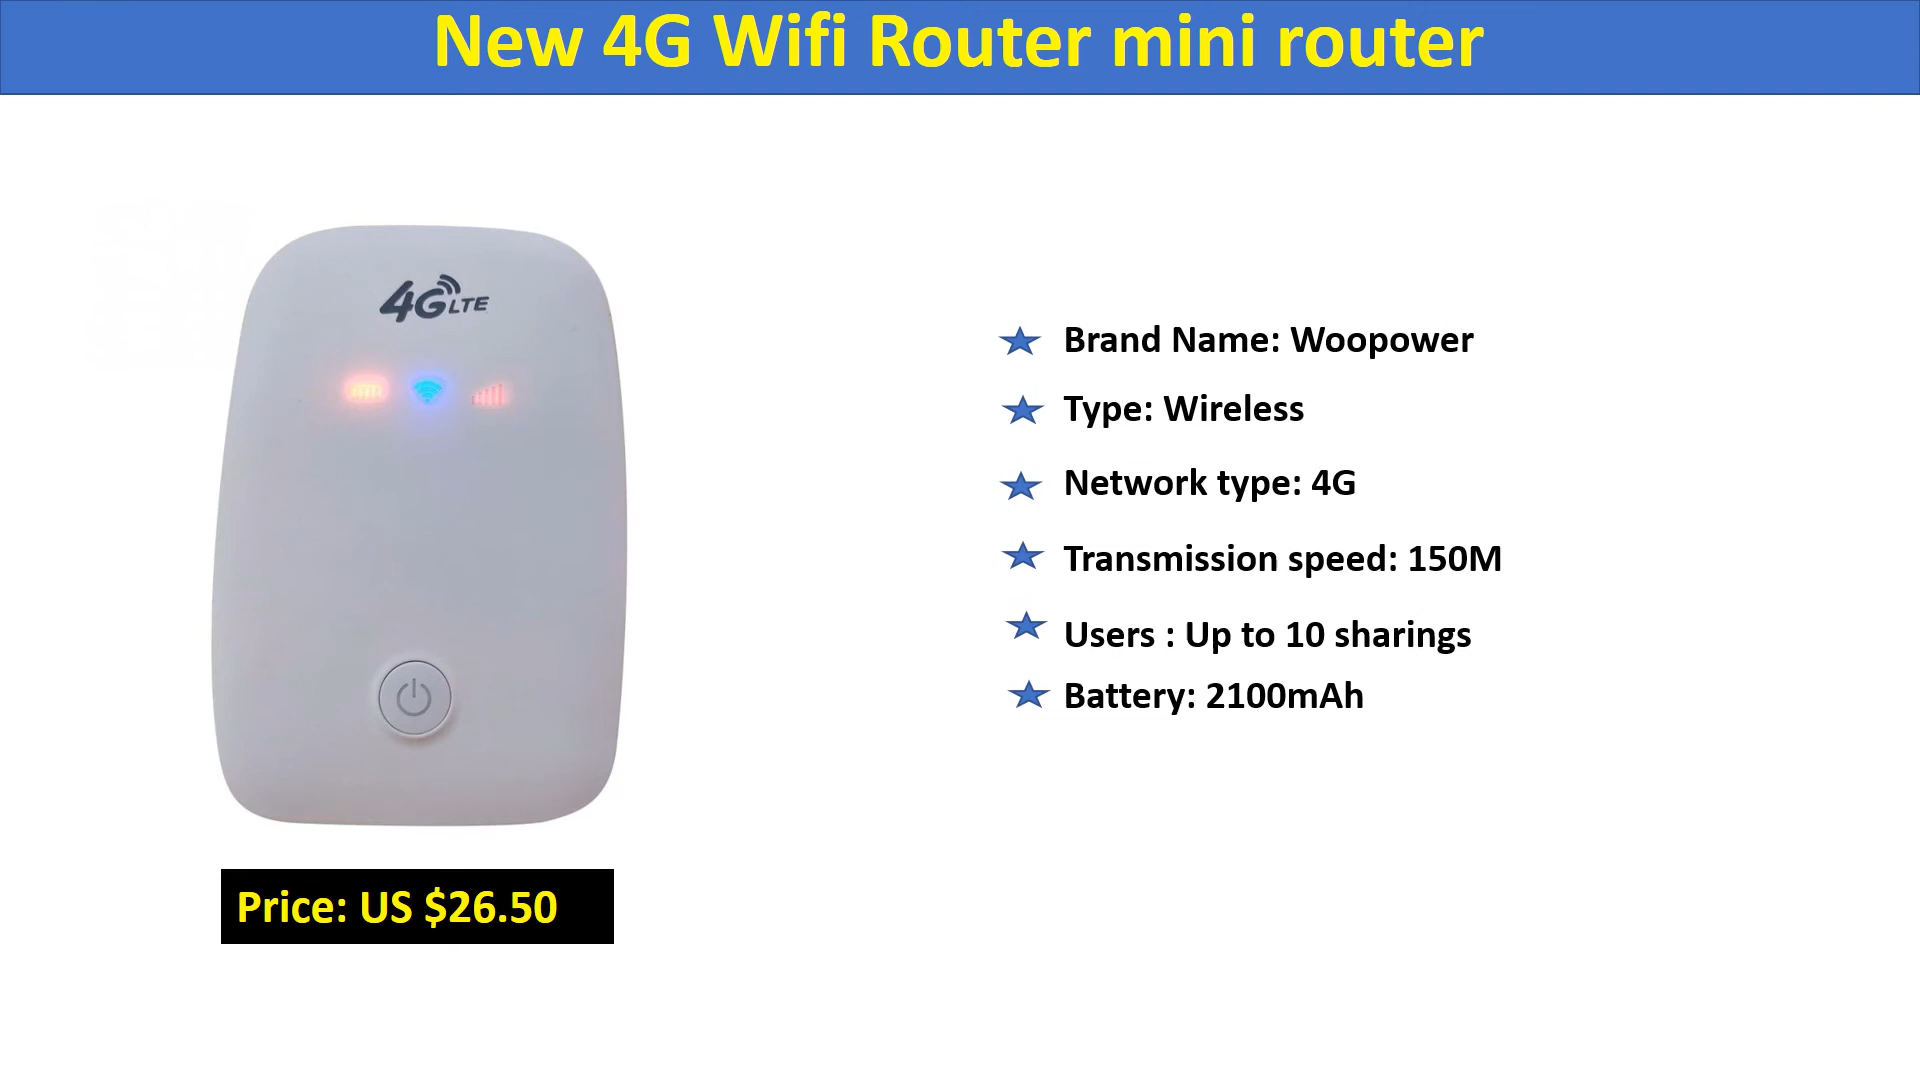 New 4G Wifi Router mini router
4G LTE
Brand Name: Woopower
Type: Wireless
Network type: 4G
Transmission speed: 150M
Users : Up to 10 sharings
Battery: 2100mAh
Price: US $26.50